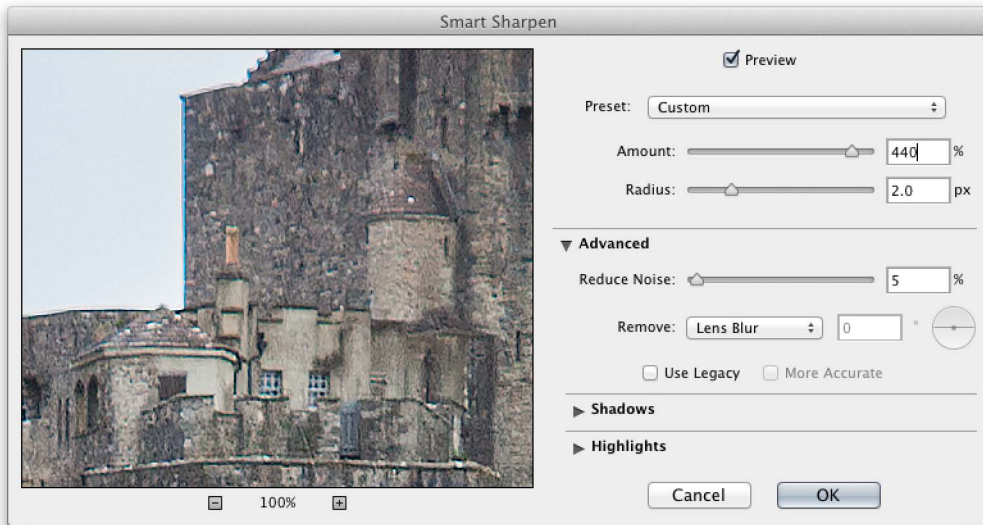 Smart Sharpen
Preview
Preset: Custom
Amount: 440 %
Radius: 2.0 px
Advanced
Reduce Noise: 5 %
Remove: Lens Blur 0 °
Use Legacy More Accurate
Shadows
Highlights
100%
Cancel OK